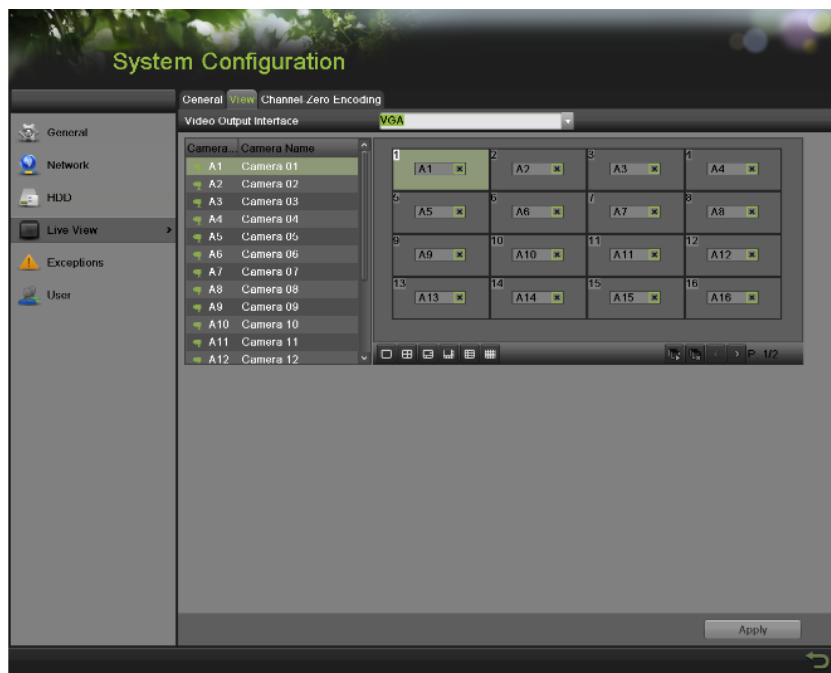 System Configuration
General View Channel-Zero Encoding
Video Output Interface VGA
General
Network
HDD
Live View
Exceptions
User
Camera... Camera Name
A1 Camera 01
A2 Camera 02
A3 Camera 03
A4 Camera 04
A5 Camera 05
A6 Camera 06
A7 Camera 07
A8 Camera 08
A9 Camera 09
A10 Camera 10
A11 Camera 11
A12 Camera 12
1 2 3 4
A1 A2 A3 A4
5 6 7 8
A5 A6 A7 A8
9 10 11 12
A9 A10 A11 A12
13 14 15 16
A13 A14 A15 A16
P. 1/2
Apply